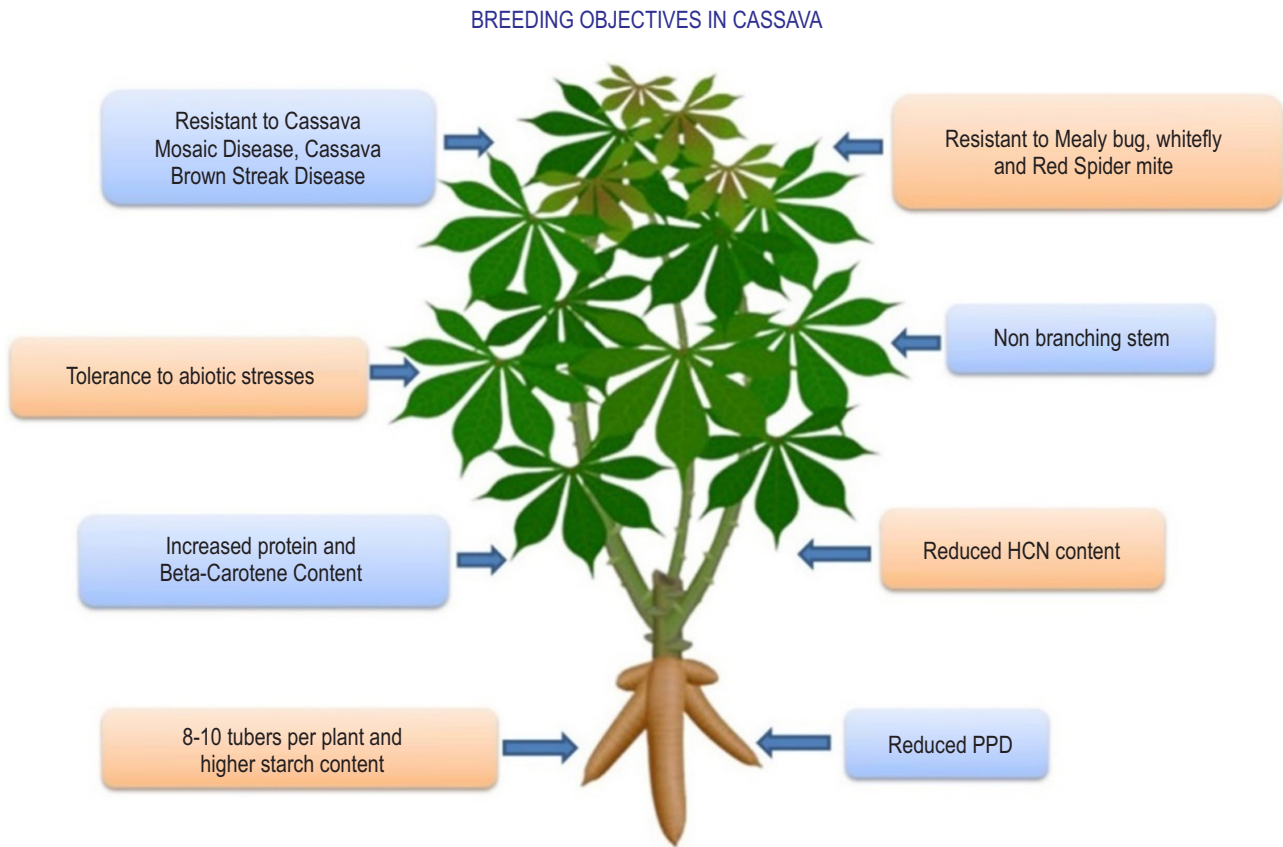 BREEDING OBJECTIVES IN CASSAVA
Resistant to Cassava
Mosaic Disease, Cassava
Brown Streak Disease
Resistant to Mealy bug, whitefly
and Red Spider mite
Tolerance to abiotic stresses
Non branching stem
Increased protein and
Beta-Carotene Content
Reduced HCN content
8-10 tubers per plant and
higher starch content
Reduced PPD